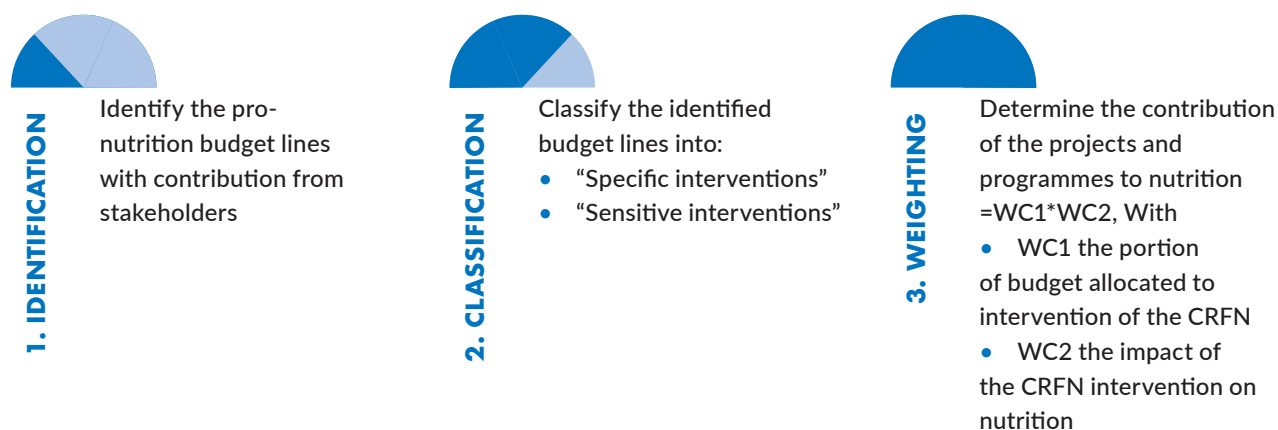 1. IDENTIFICATION
Identify the pro-
nutrition budget lines
with contribution from
stakeholders
2. CLASSIFICATION
Classify the identified
budget lines into:
• “Specific interventions”
• “Sensitive interventions”
3. WEIGHTING
Determine the contribution
of the projects and
programmes to nutrition
=WC1*WC2, With
• WC1 the portion
of budget allocated to
intervention of the CRFN
• WC2 the impact of
the CRFN intervention on
nutrition